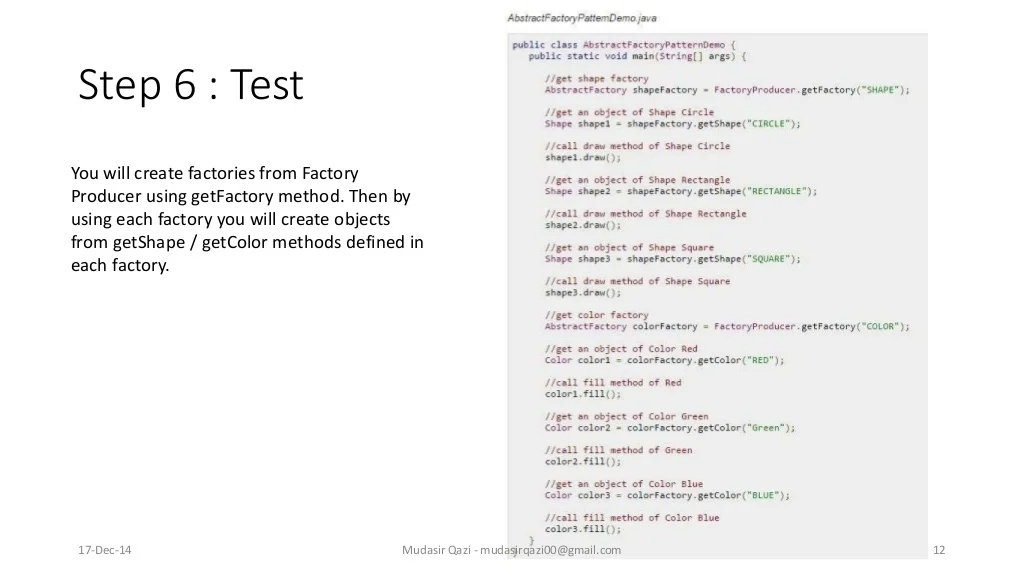 AbstractFactoryPatternDemo.java
Step 6 : Test
You will create factories from Factory
Producer using getFactory method. Then by
using each factory you will create objects
from getShape / getColor methods defined in
each factory.
public class AbstractFactoryPatternDemo {
public static void main(String[] args) {
//get shape factory
AbstractFactory shapeFactory = FactoryProducer.getFactory("SHAPE");
//get an object of Shape Circle
Shape shape1 = shapeFactory.getShape("CIRCLE");
//call draw method of Shape Circle
shape1.draw();
//get an object of Shape Rectangle
Shape shape2 = shapeFactory.getShape("RECTANGLE");
//call draw method of Shape Rectangle
shape2.draw();
//get an object of Shape Square
Shape shape3 = shapeFactory.getShape("SQUARE");
//call draw method of Shape Square
shape3.draw();
//get color factory
AbstractFactory colorFactory = FactoryProducer.getFactory("COLOR");
//get an object of Color Red
Color color1 = colorFactory.getColor("RED");
//call fill method of Red
color1.fill();
//get an object of Color Green
Color color2 = colorFactory.getColor("Green");
//call fill method of Green
color2.fill();
//get an object of Color Blue
Color color3 = colorFactory.getColor("BLUE");
//call fill method of Color Blue
color3.fill();
}
17-Dec-14
Mudasir Qazi - mudasirqazi00@gmail.com
12